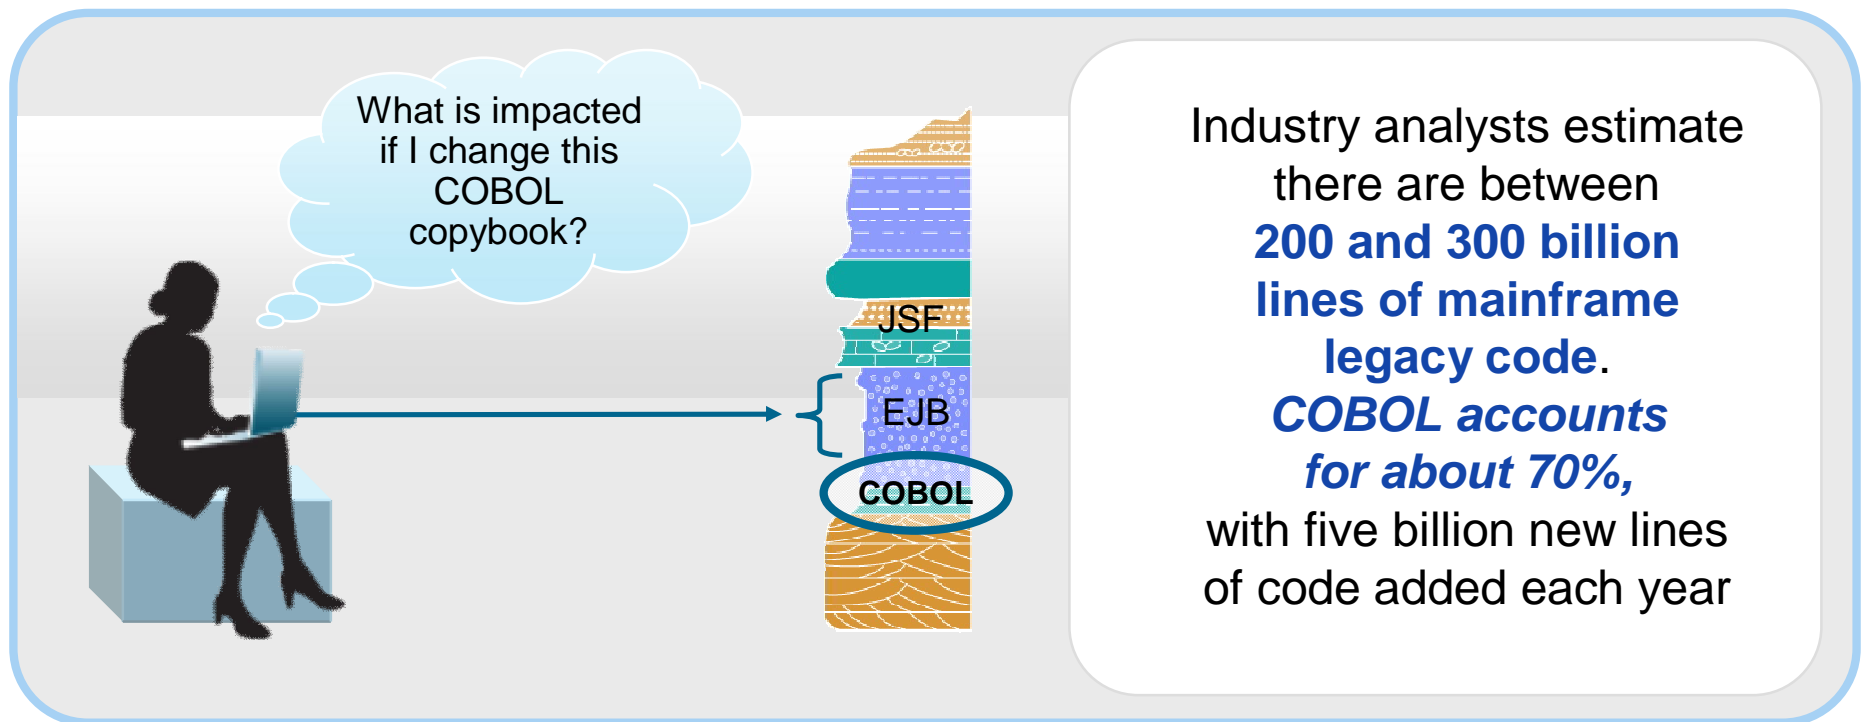 What is impacted
if I change this
COBOL
copybook?
JSF
EJB
COBOL
Industry analysts estimate
there are between
200 and 300 billion
lines of mainframe
legacy code.
COBOL accounts
for about 70%,
with five billion new lines
of code added each year